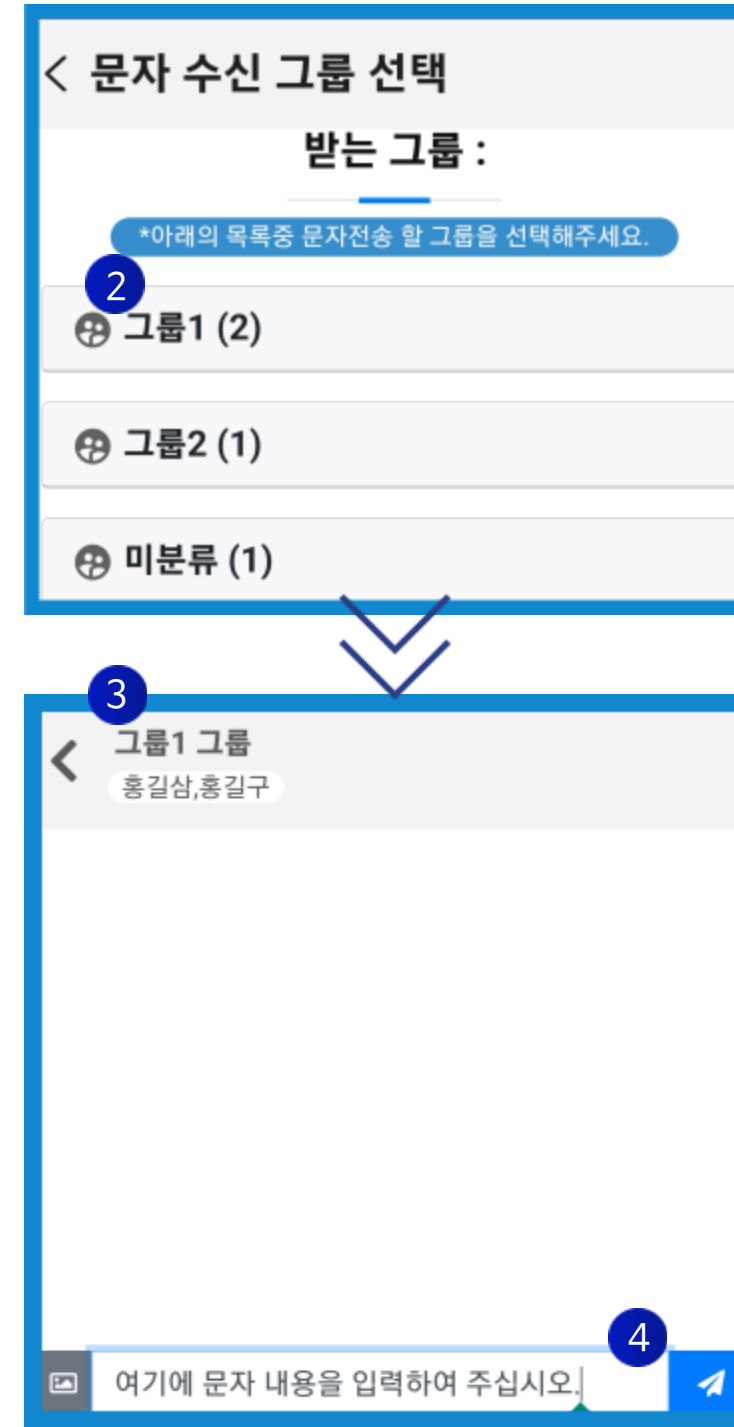 문자 수신 그룹 선택
받는 그룹 :
*아래의 목록중 문자전송 할 그룹을 선택해주세요.
2
그룹1 (2)
그룹2 (1)
미분류 (1)
3
그룹1 그룹
홍길삼,홍길구
4
여기에 문자 내용을 입력하여 주십시오.